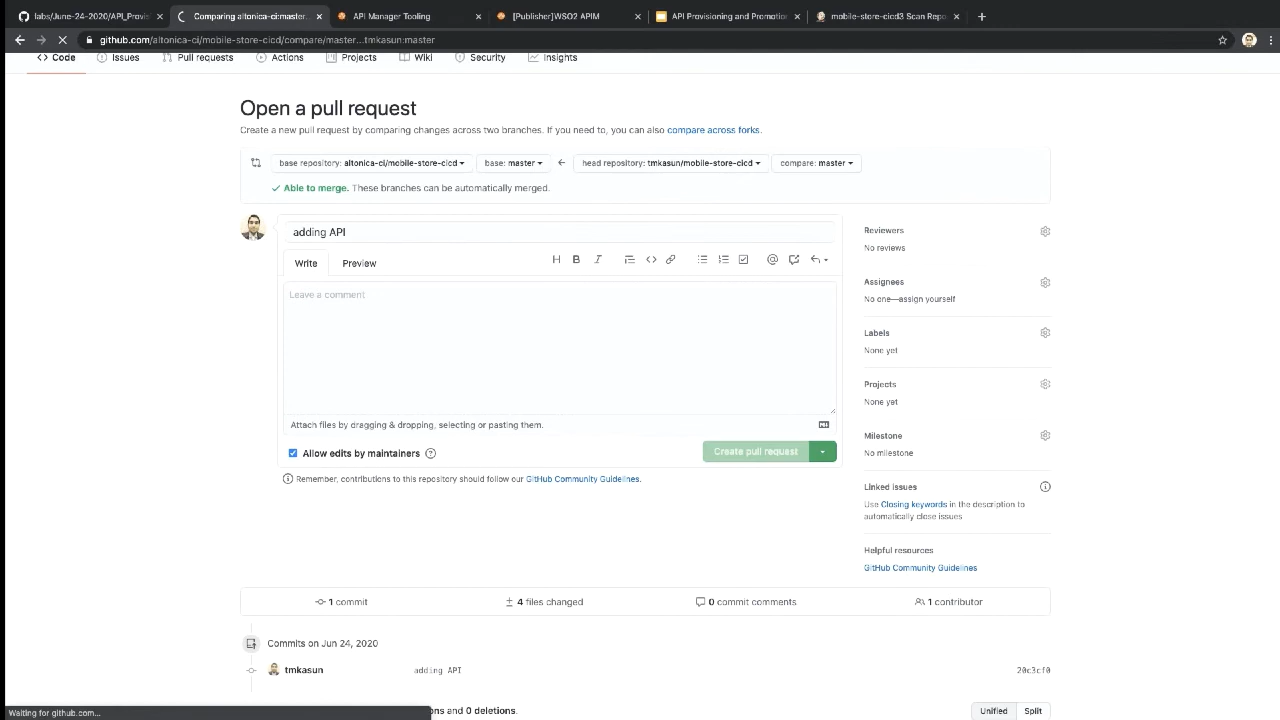 labs/June-24-2020/API_Provisi
Comparing altonica-ci:master...
API Manager Tooling
[Publisher]WSO2 APIM
API Provisioning and Promotion
mobile-store-cicd3 Scan Repo
github.com/altonica-ci/mobile-store-cicd/compare/master...tmkasun:master
Code Issues Pull requests Actions Projects Wiki Security Insights
Open a pull request
Create a new pull request by comparing changes across two branches. If you need to, you can also compare across forks.
base repository: altonica-ci/mobile-store-cicd base: master head repository: tmkasun/mobile-store-cicd compare: master
Able to merge. These branches can be automatically merged.
adding API
Write Preview
Leave a comment
Attach files by dragging & dropping, selecting or pasting them.
Allow edits by maintainers
Create pull request
Remember, contributions to this repository should follow our GitHub Community Guidelines.
Reviewers
No reviews
Assignees
No one—assign yourself
Labels
None yet
Projects
None yet
Milestone
No milestone
Linked issues
Use Closing keywords in the description to
automatically close issues
Helpful resources
GitHub Community Guidelines
1 commit 4 files changed 0 commit comments 1 contributor
Commits on Jun 24, 2020
tmkasun adding API 20c3cf0
ons and 0 deletions.
Unified Split
Waiting for github.com...